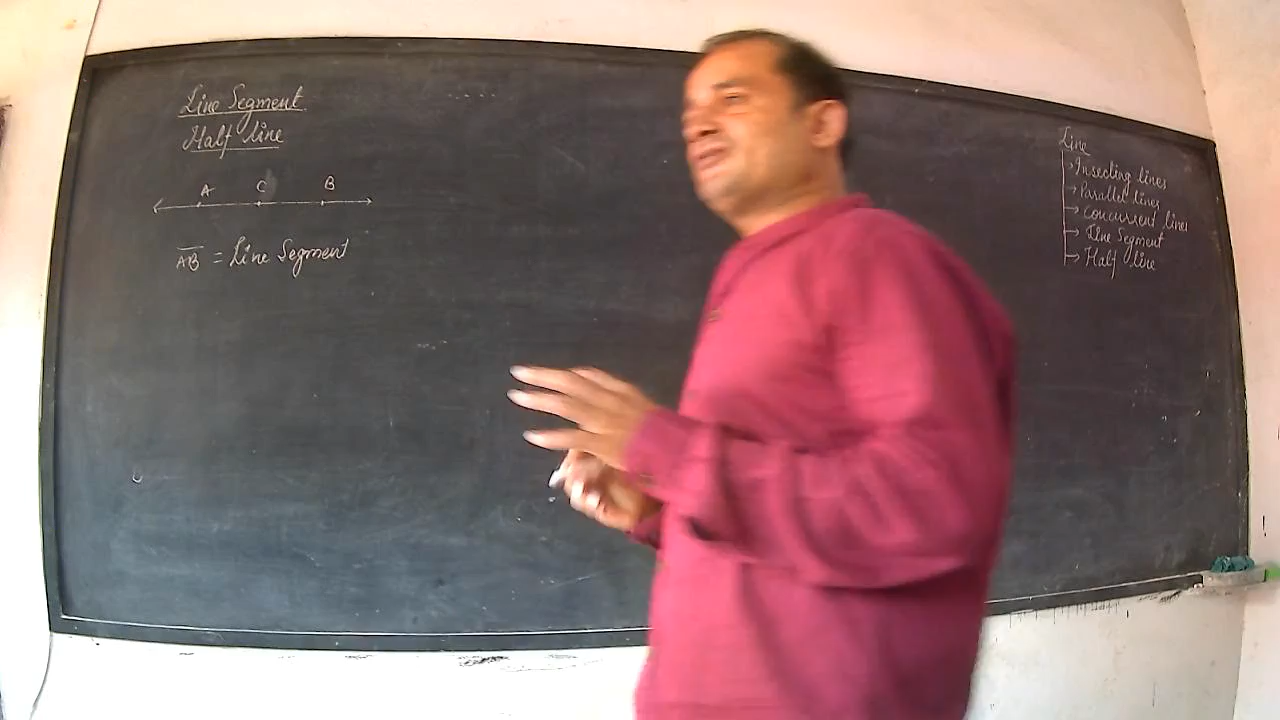 Line Segment
Half line
A C B
AB = Line Segment
Line
Insecting lines
Parallel lines
concurrent lines
Line Segment
Half line